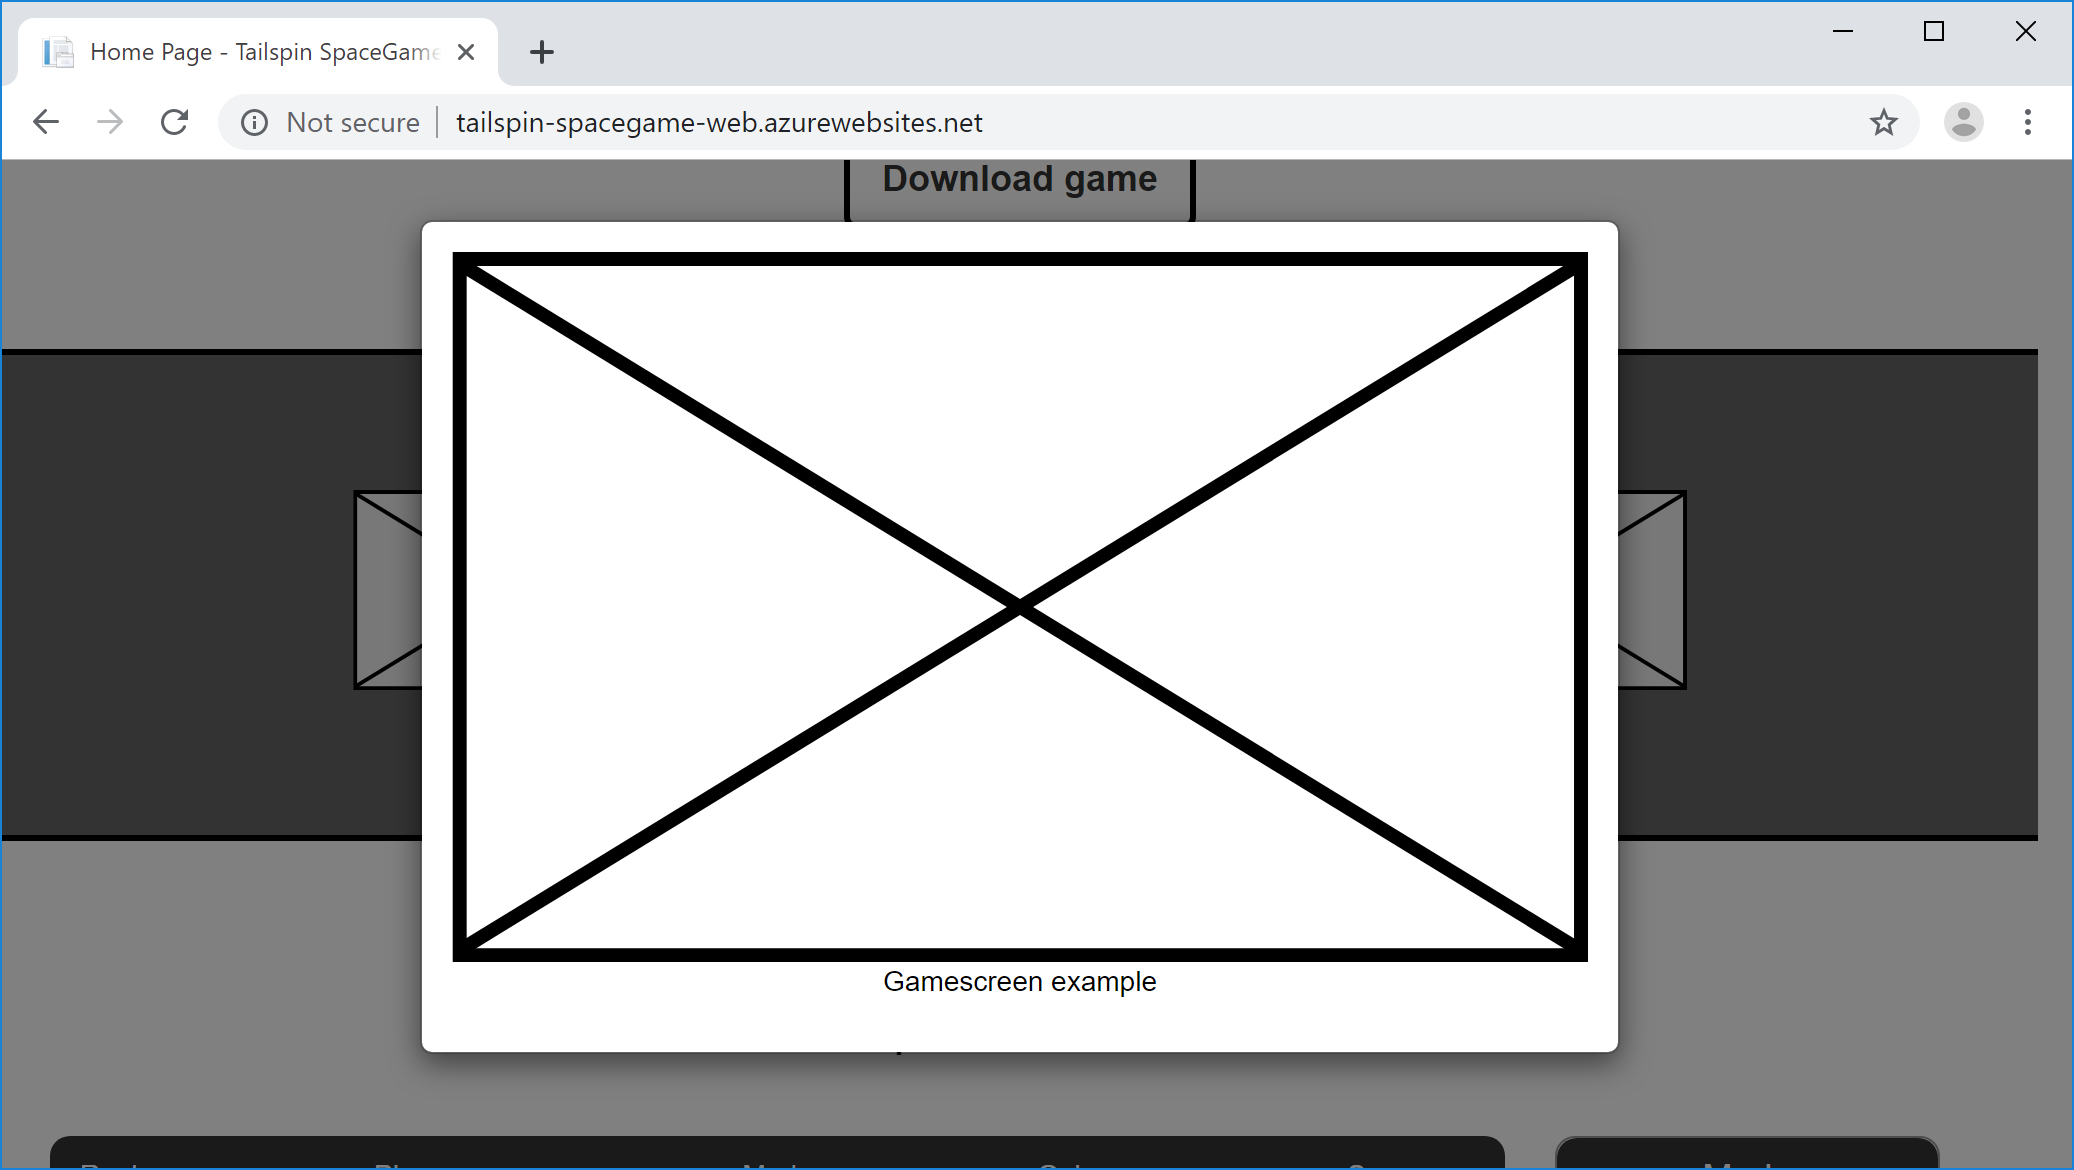 Home Page - Tailspin SpaceGame
Not secure
tailspin-spacegame-web.azurewebsites.net
Download game
Gamescreen example